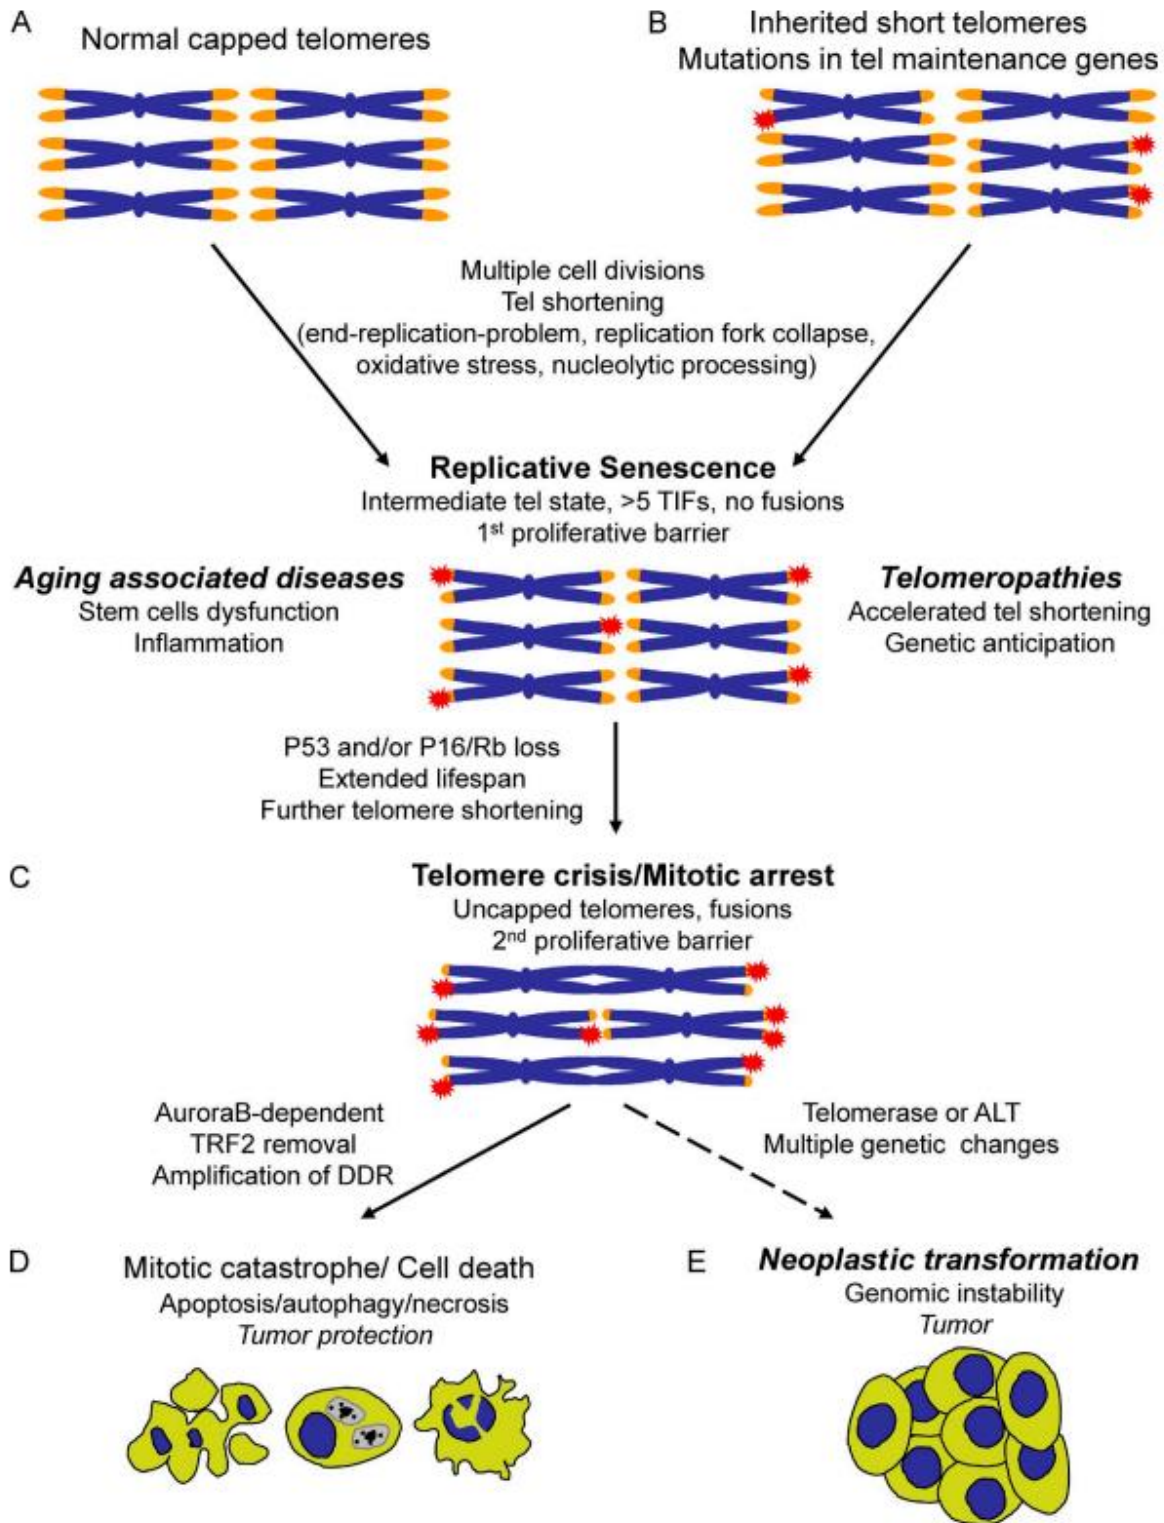 A
Normal capped telomeres
B
Inherited short telomeres
Mutations in tel maintenance genes
Multiple cell divisions
Tel shortening
(end-replication-problem, replication fork collapse,
oxidative stress, nucleolytic processing)
Replicative Senescence
Intermediate tel state, >5 TIFs, no fusions
1st proliferative barrier
Aging associated diseases
Stem cells dysfunction
Inflammation
Telomeropathies
Accelerated tel shortening
Genetic anticipation
P53 and/or P16/Rb loss
Extended lifespan
Further telomere shortening
C
Telomere crisis/Mitotic arrest
Uncapped telomeres, fusions
2nd proliferative barrier
AuroraB-dependent
TRF2 removal
Amplification of DDR
Telomerase or ALT
Multiple genetic changes
D
Mitotic catastrophe/ Cell death
Apoptosis/autophagy/necrosis
Tumor protection
E
Neoplastic transformation
Genomic instability
Tumor